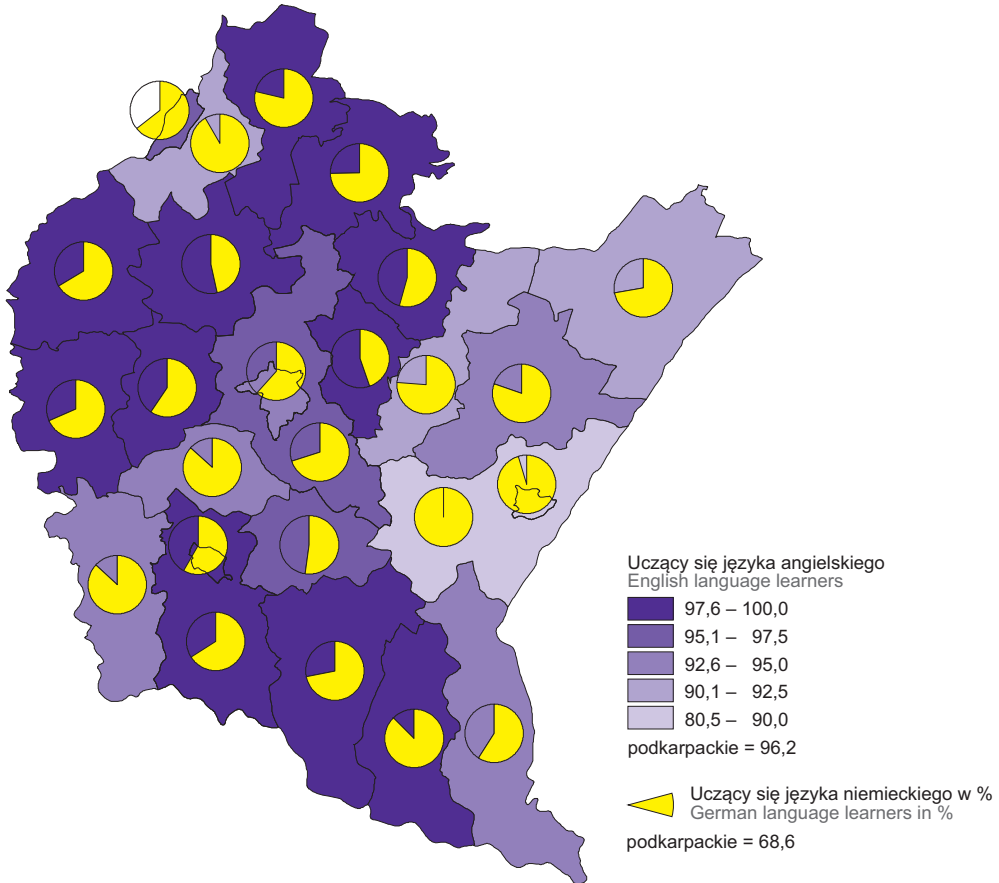 Uczący się języka angielskiego
English language learners
97,6 – 100,0
95,1 – 97,5
92,6 – 95,0
90,1 – 92,5
80,5 – 90,0
podkarpackie = 96,2
Uczący się języka niemieckiego w %
German language learners in %
podkarpackie = 68,6